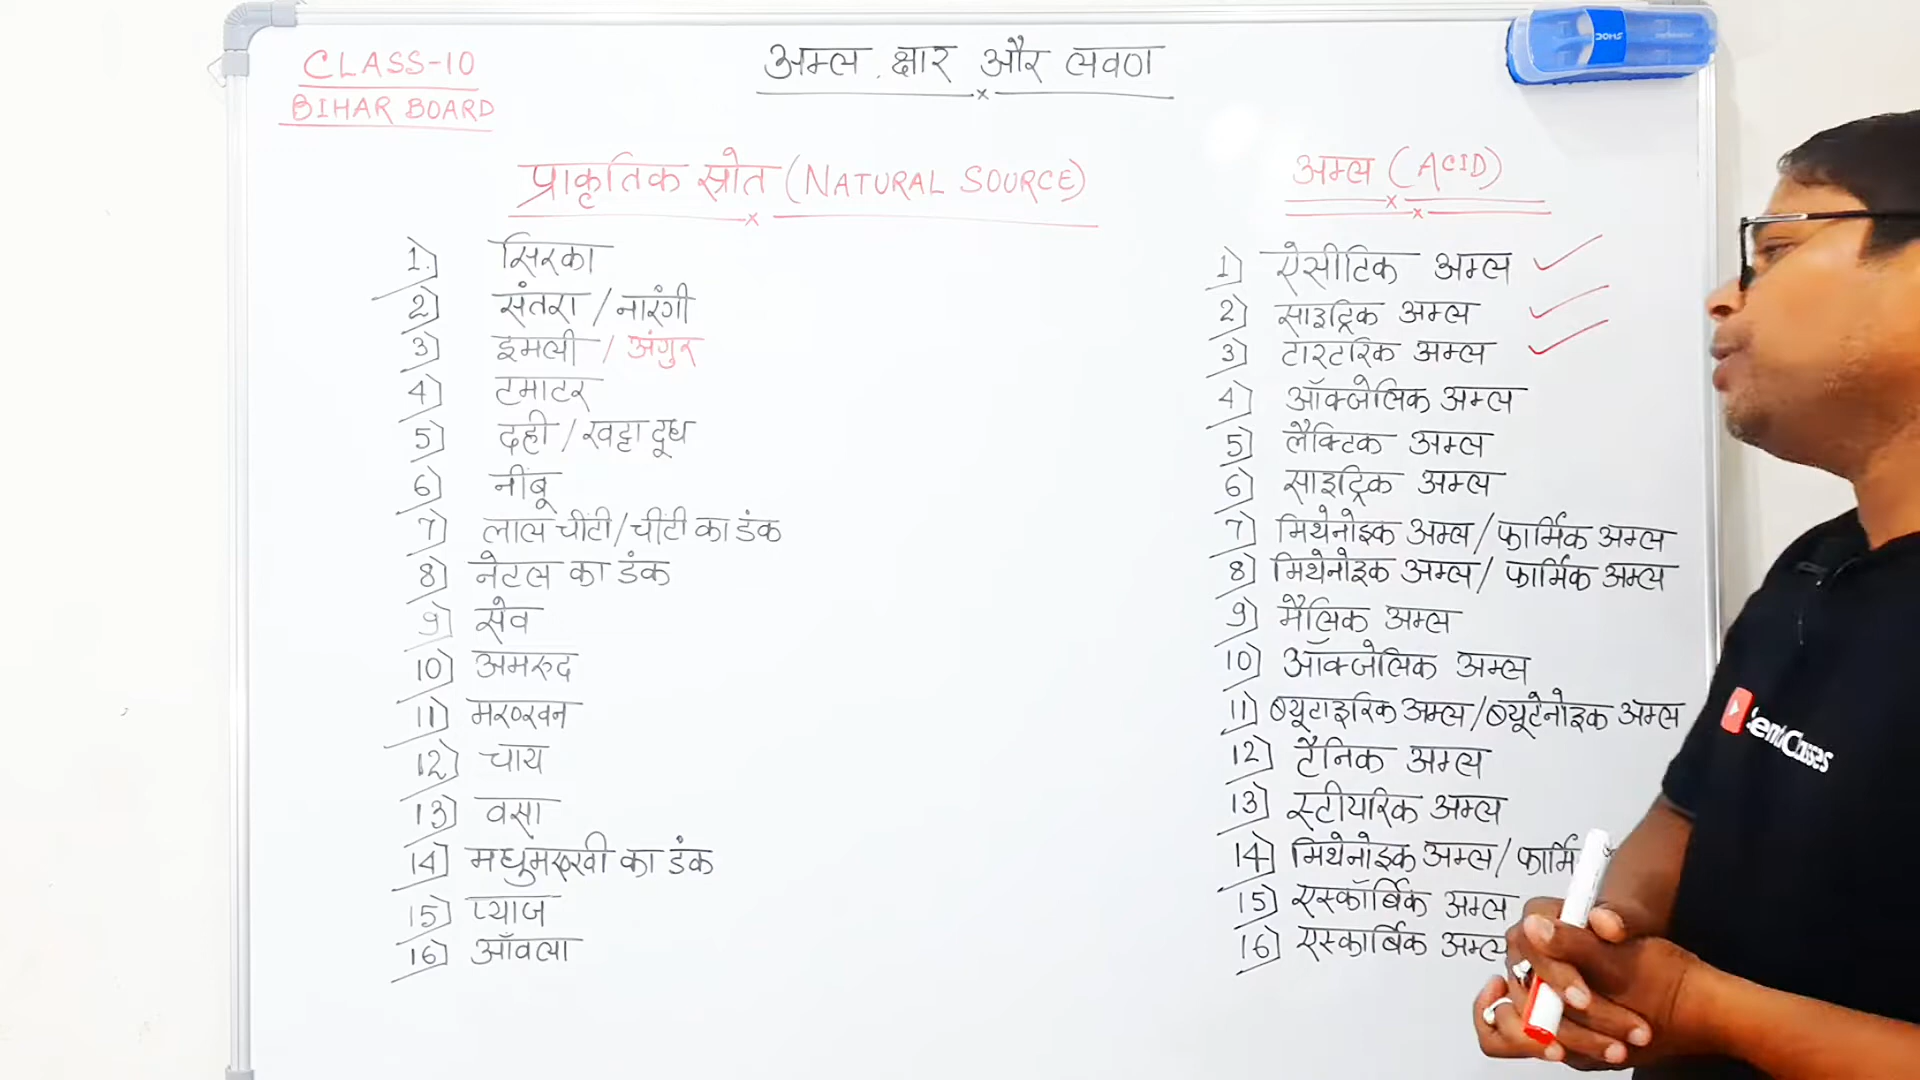 CLASS-10
BIHAR BOARD
अम्ल, क्षार और लवण
प्राकृतिक स्रोत (NATURAL SOURCE)
1.) सिरका
2) संतरा / नारंगी
3) इमली / अंगुर
4) टमाटर
5) दही / खट्टा दूध
6) नींबू
7) लाल चींटी/चींटी का डंक
8) नेटल का डंक
9) सेव
10) अमरुद
11) मख्खन
12) चाय
13) वसा
14) मधुमख्खी का डंक
15) प्याज
16) आँवला
अम्ल (ACID)
1) ऐसीटिक अम्ल
2) साइट्रिक अम्ल
3) टारटरिक अम्ल
4) ऑक्जेलिक अम्ल
5) लैक्टिक अम्ल
6) साइट्रिक अम्ल
7) मिथेनोइक अम्ल/फार्मिक अम्ल
8) मिथेनोइक अम्ल/फार्मिक अम्ल
9) मैलिक अम्ल
10) ऑक्जेलिक अम्ल
11) ब्यूटाइरिक अम्ल/ब्यूटेनोइक अम्ल
12) टैनिक अम्ल
13) स्टीयरिक अम्ल
14) मिथेनोइक अम्ल/फार्मि
15) एस्कॉर्बिक अम्ल
16) एस्कार्बिक अम्ल
Classes